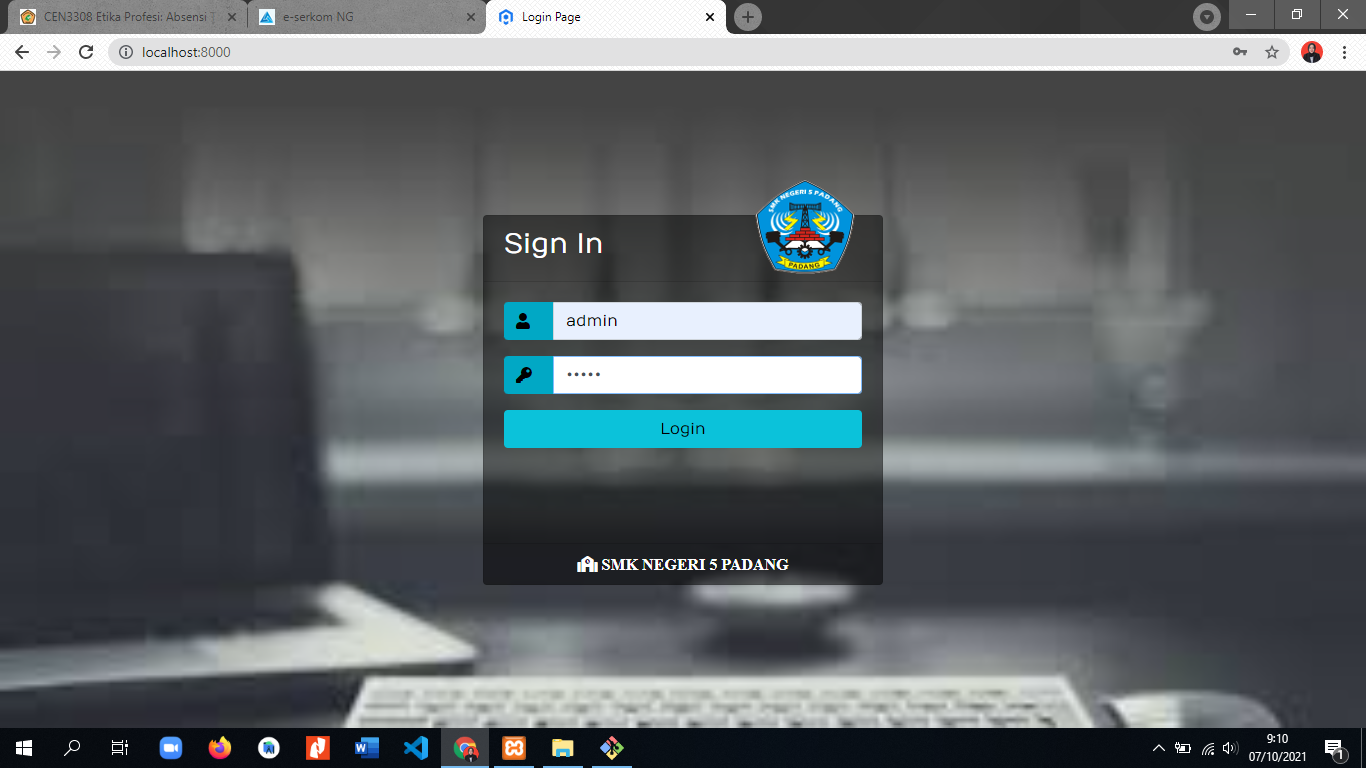 CEN3308 Etika Profesi: Absensi
e-serkom NG
Login Page
localhost:8000
SMK NEGERI 5 PADANG
PADANG
Sign In
admin
•••••
Login
SMK NEGERI 5 PADANG
9:10
07/10/2021
1